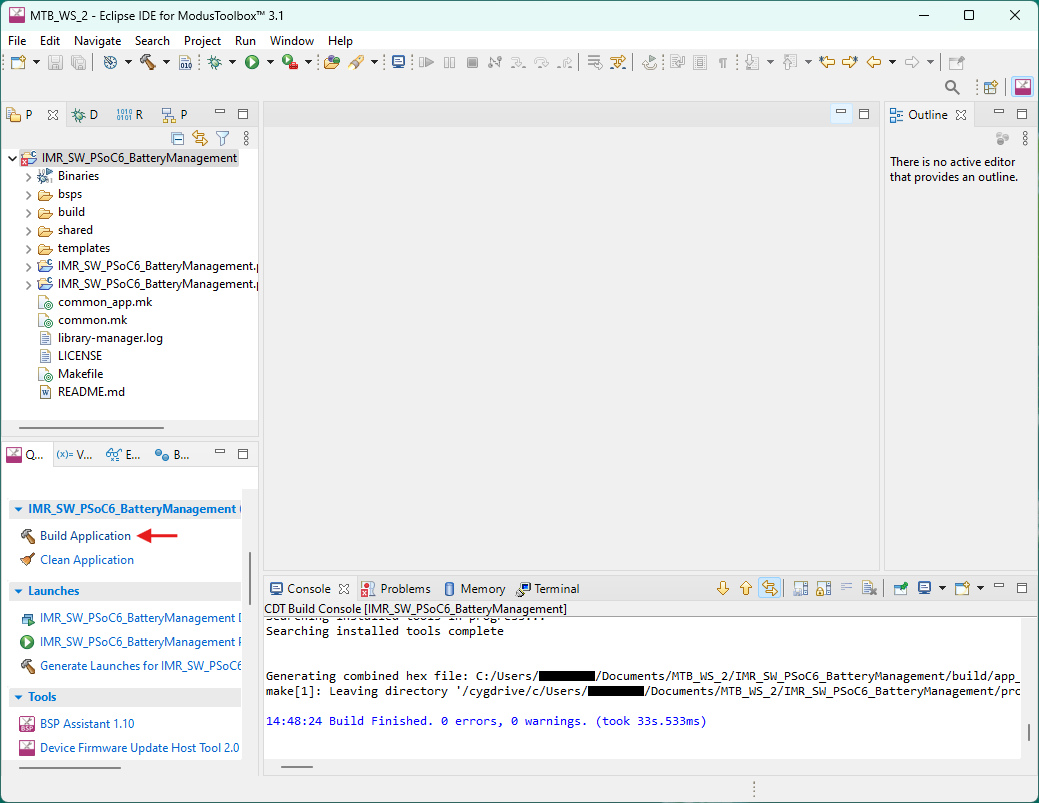 MTB_WS_2 - Eclipse IDE for ModusToolbox™ 3.1
File Edit Navigate Search Project Run Window Help
P D R P
IMR_SW_PSoC6_BatteryManagement
Binaries
bsps
build
shared
templates
IMR_SW_PSoC6_BatteryManagement.p
IMR_SW_PSoC6_BatteryManagement.p
common_app.mk
common.mk
library-manager.log
LICENSE
Makefile
README.md
Outline
There is no active editor
that provides an outline.
Q... (x)= V... E... B...
IMR_SW_PSoC6_BatteryManagement (
Build Application
Clean Application
Launches
IMR_SW_PSoC6_BatteryManagement D
IMR_SW_PSoC6_BatteryManagement P
Generate Launches for IMR_SW_PSoC6
Tools
BSP Assistant 1.10
Device Firmware Update Host Tool 2.0
Console Problems Memory Terminal
CDT Build Console [IMR_SW_PSoC6_BatteryManagement]
Searching installed tools in progress...
Searching installed tools complete
Generating combined hex file: C:/Users/ /Documents/MTB_WS_2/IMR_SW_PSoC6_BatteryManagement/build/app_
make[1]: Leaving directory '/cygdrive/c/Users/ /Documents/MTB_WS_2/IMR_SW_PSoC6_BatteryManagement/pro
14:48:24 Build Finished. 0 errors, 0 warnings. (took 33s.533ms)